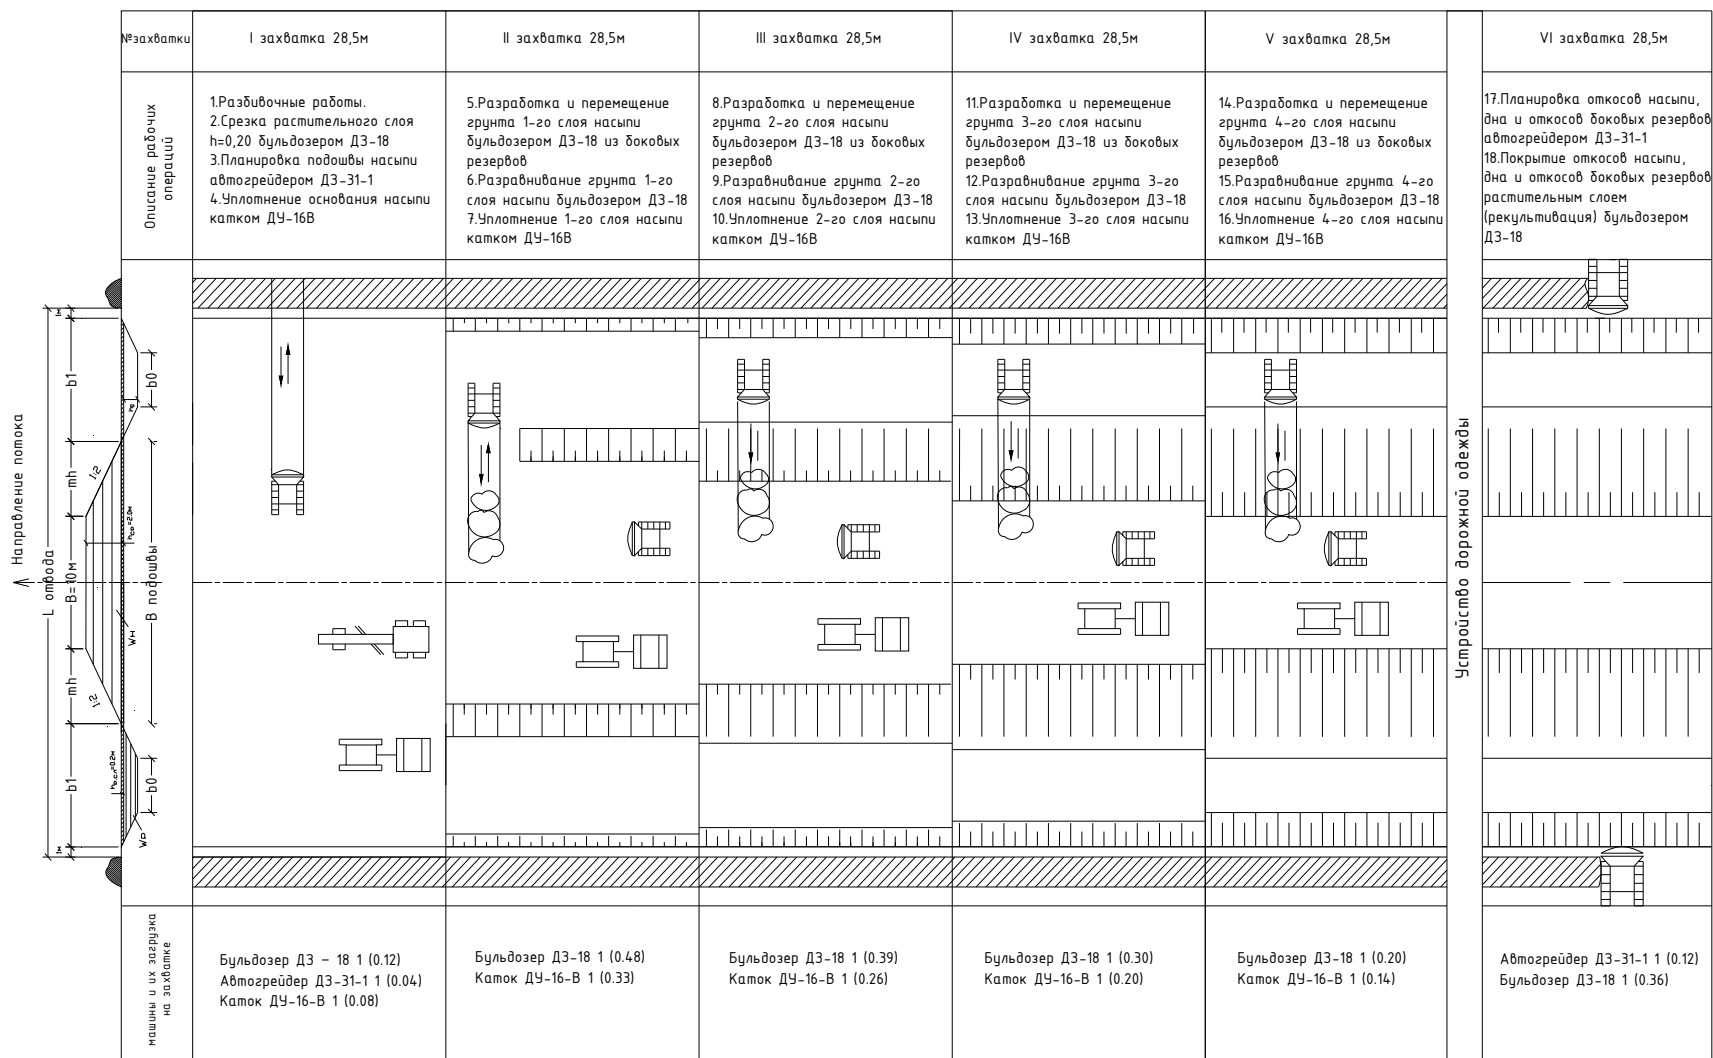 №захватки
I захватка 28,5м
II захватка 28,5м
III захватка 28,5м
IV захватка 28,5м
V захватка 28,5м
VI захватка 28,5м
Описание рабочих
операций
1.Разбивочные работы.
2.Срезка растительного слоя
h=0,20 бульдозером ДЗ-18
3.Планировка подошвы насыпи
автогрейдером ДЗ-31-1
4.Уплотнение основания насыпи
катком ДУ-16В
5.Разработка и перемещение
грунта 1-го слоя насыпи
бульдозером ДЗ-18 из боковых
резервов
6.Разравнивание грунта 1-го
слоя насыпи бульдозером ДЗ-18
7.Уплотнение 1-го слоя насыпи
катком ДУ-16В
8.Разработка и перемещение
грунта 2-го слоя насыпи
бульдозером ДЗ-18 из боковых
резервов
9.Разравнивание грунта 2-го
слоя насыпи бульдозером ДЗ-18
10.Уплотнение 2-го слоя насыпи
катком ДУ-16В
11.Разработка и перемещение
грунта 3-го слоя насыпи
бульдозером ДЗ-18 из боковых
резервов
12.Разравнивание грунта 3-го
слоя насыпи бульдозером ДЗ-18
13.Уплотнение 3-го слоя насыпи
катком ДУ-16В
14.Разработка и перемещение
грунта 4-го слоя насыпи
бульдозером ДЗ-18 из боковых
резервов
15.Разравнивание грунта 4-го
слоя насыпи бульдозером ДЗ-18
16.Уплотнение 4-го слоя насыпи
катком ДУ-16В
17.Планировка откосов насыпи,
дна и откосов боковых резервов
автогрейдером ДЗ-31-1
18.Покрытие откосов насыпи,
дна и откосов боковых резервов
растительным слоем
(рекультивация) бульдозером
ДЗ-18
Направление потока
L отвода
1м
b1
mh
B=10м
mh
b1
1м
1:2
1:2
b0
h0
hср=2.0м
B подошвы
Wн
hр.сл=0.2м
b0
Wр
Устройство дорожной одежды
машины и их загрузка
на захватке
Бульдозер ДЗ - 18 1 (0.12)
Автогрейдер ДЗ-31-1 1 (0.04)
Каток ДУ-16-В 1 (0.08)
Бульдозер ДЗ-18 1 (0.48)
Каток ДУ-16-В 1 (0.33)
Бульдозер ДЗ-18 1 (0.39)
Каток ДУ-16-В 1 (0.26)
Бульдозер ДЗ-18 1 (0.30)
Каток ДУ-16-В 1 (0.20)
Бульдозер ДЗ-18 1 (0.20)
Каток ДУ-16-В 1 (0.14)
Автогрейдер ДЗ-31-1 1 (0.12)
Бульдозер ДЗ-18 1 (0.36)